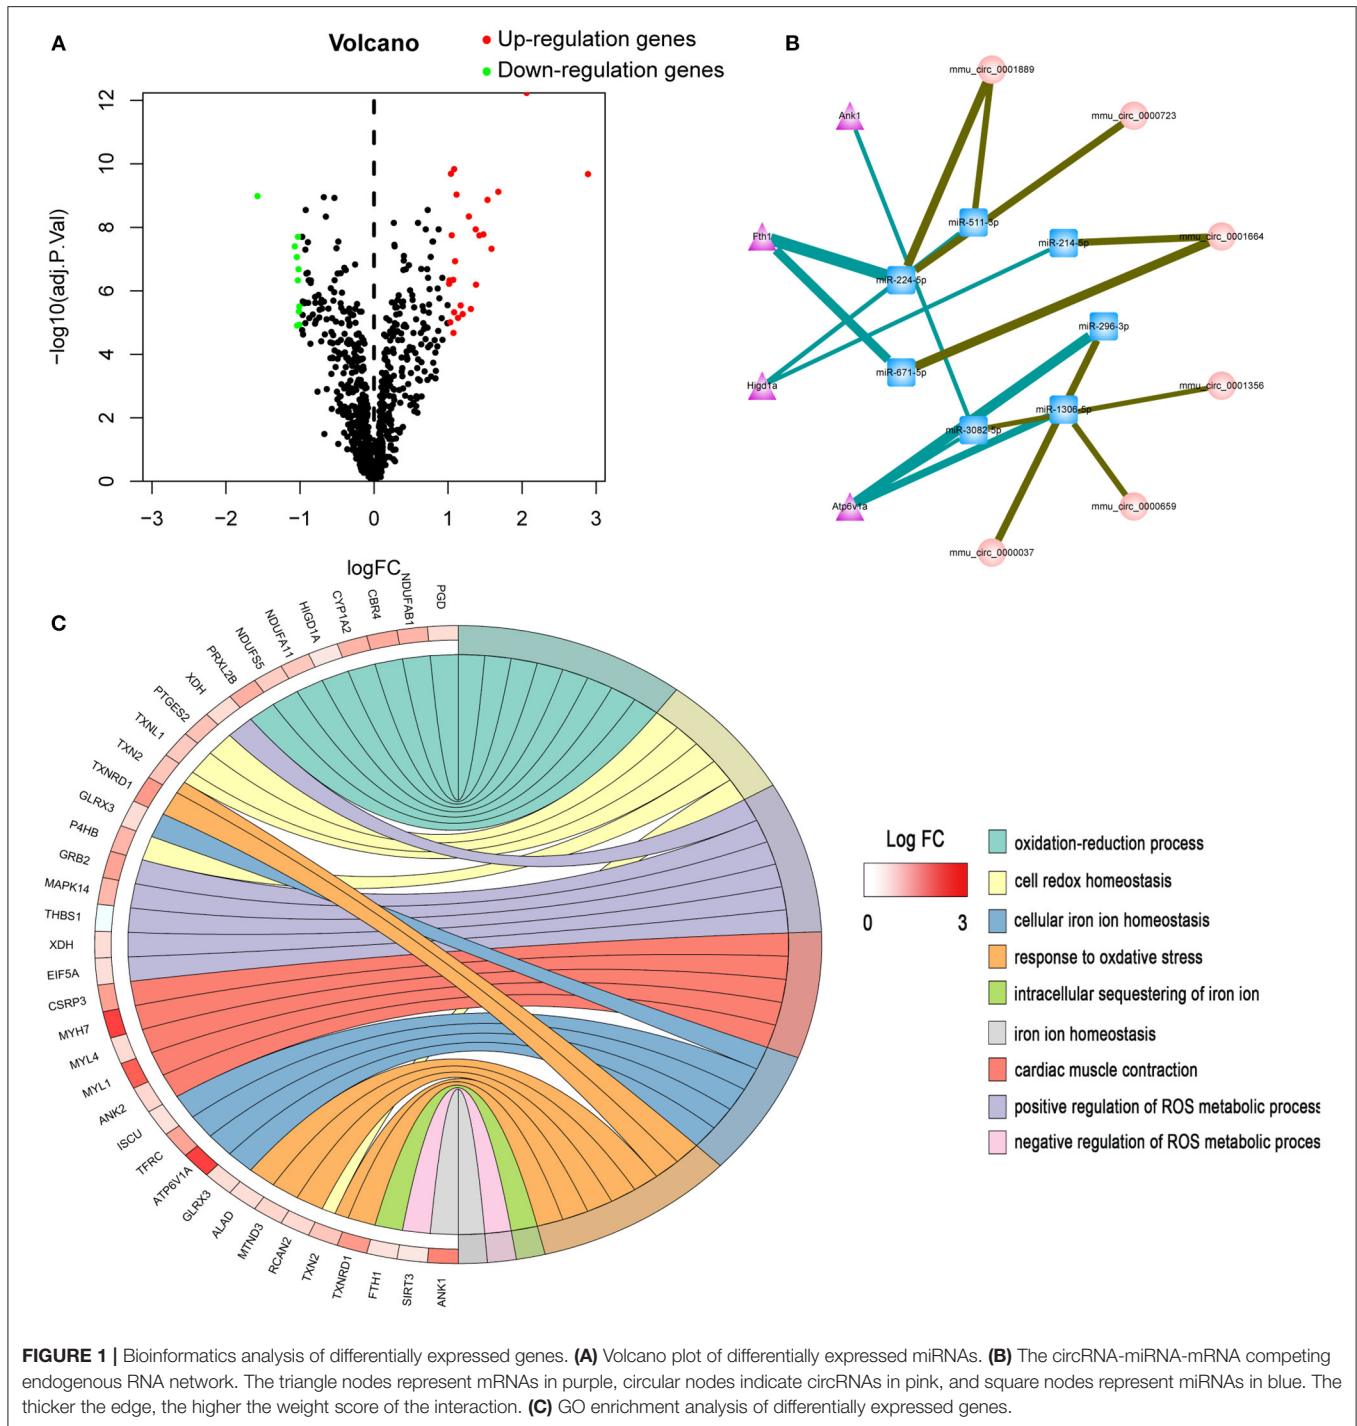 A
Volcano
Up-regulation genes
Down-regulation genes
−log10(adj.P.Val)
12
10
8
6
4
2
0
−3
−2
−1
0
1
2
3
logFC
B
mmu_circ_0001889
mmu_circ_0000723
Ank1
miR-511-3p
Fth1
miR-214-5p
mmu_circ_0001664
miR-224-5p
miR-296-3p
miR-671-5p
Higd1a
mmu_circ_0001356
miR-1306-5p
miR-3082-5p
Atp6v1a
mmu_circ_0000659
mmu_circ_0000037
C
PGD
NDUFAB1
CBR4
CYP1A2
HIGD1A
NDUFA11
NDUFS5
PRXL2B
XDH
PTGES2
TXNL1
TXN2
TXNRD1
GLRX3
P4HB
GRB2
MAPK14
THBS1
XDH
EIF5A
CSRP3
MYH7
MYL4
MYL1
ANK2
ISCU
TFRC
ATP6V1A
GLRX3
ALAD
MTND3
RCAN2
TXN2
TXNRD1
FTH1
SIRT3
ANK1
Log FC
0
3
oxidation-reduction process
cell redox homeostasis
cellular iron ion homeostasis
response to oxdative stress
intracellular sequestering of iron ion
iron ion homeostasis
cardiac muscle contraction
positive regulation of ROS metabolic process
negative regulation of ROS metabolic proces
FIGURE 1 | Bioinformatics analysis of differentially expressed genes. (A) Volcano plot of differentially expressed miRNAs. (B) The circRNA-miRNA-mRNA competing
endogenous RNA network. The triangle nodes represent mRNAs in purple, circular nodes indicate circRNAs in pink, and square nodes represent miRNAs in blue. The
thicker the edge, the higher the weight score of the interaction. (C) GO enrichment analysis of differentially expressed genes.